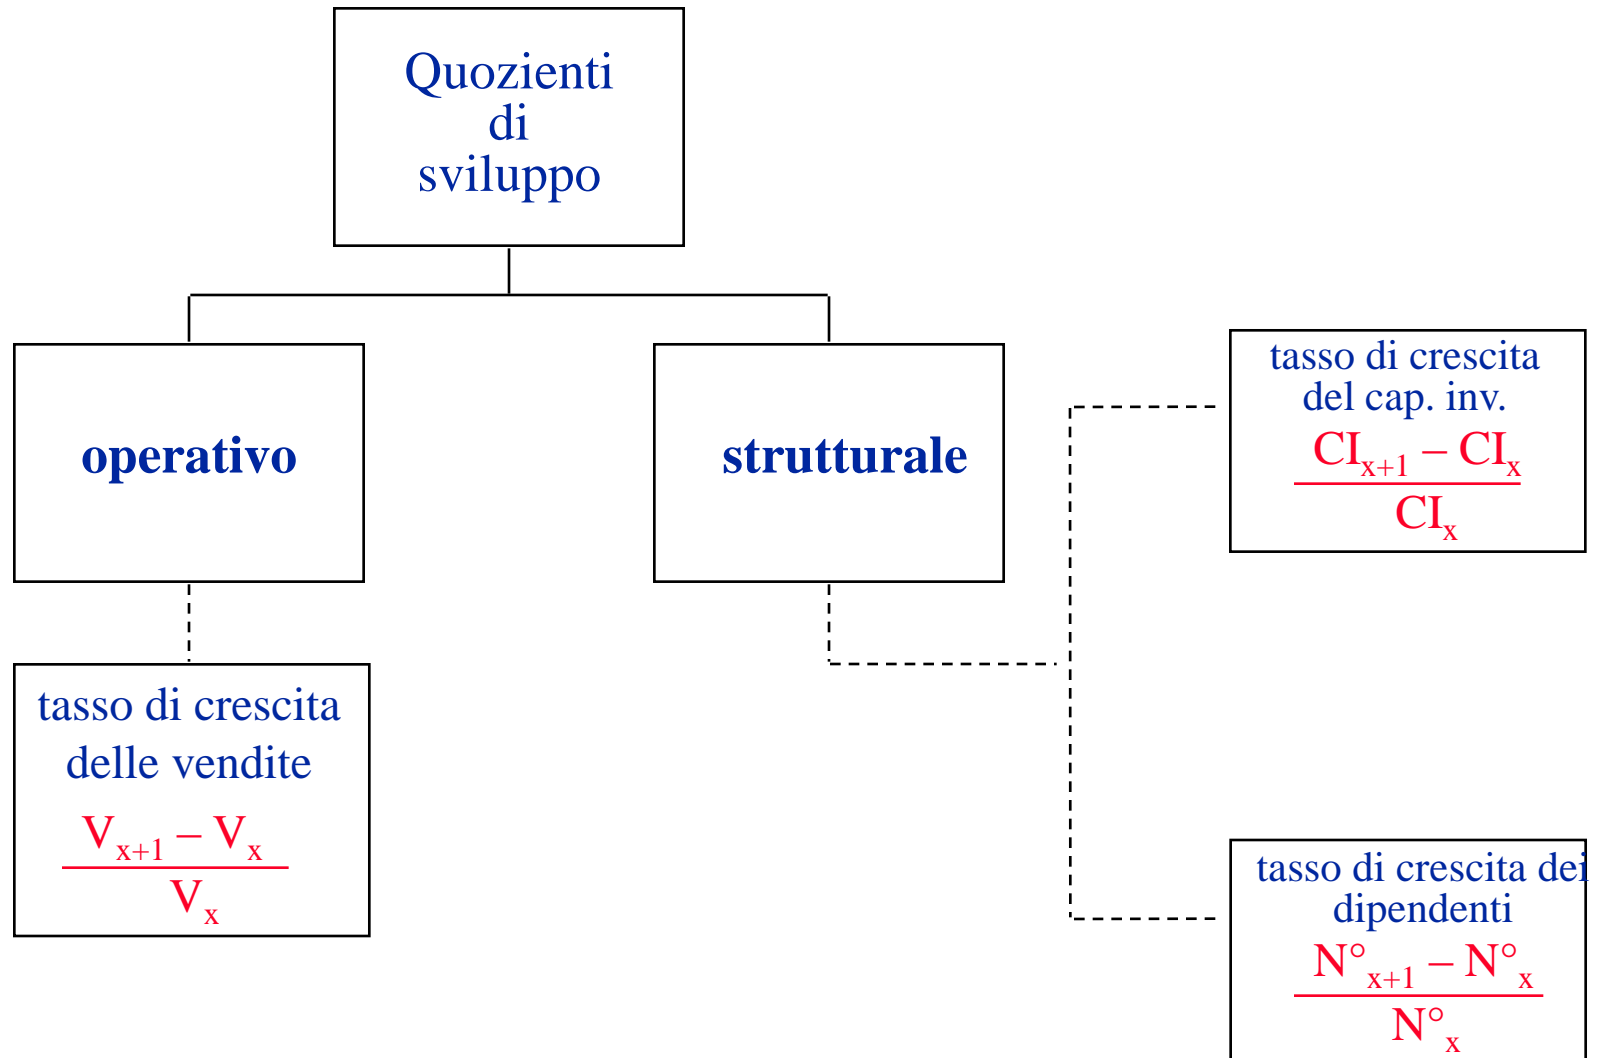 Quozienti
di
sviluppo
operativo
strutturale
tasso di crescita
del cap. inv.
CIₓ₊₁ – CIₓ
CIₓ
tasso di crescita
delle vendite
Vₓ₊₁ – Vₓ
Vₓ
tasso di crescita dei
dipendenti
N°ₓ₊₁ – N°ₓ
N°ₓ